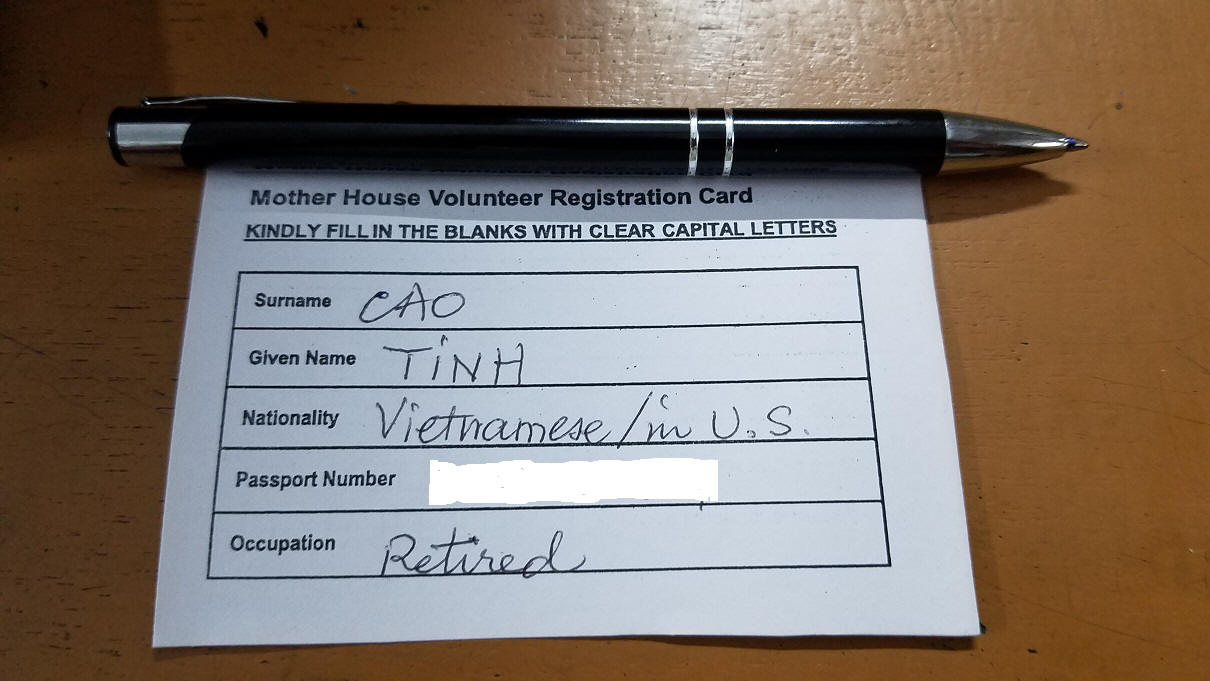 Mother House Volunteer Registration Card
KINDLY FILL IN THE BLANKS WITH CLEAR CAPITAL LETTERS
Surname CAO
Given Name TiNH
Nationality Vietnamese/in U.S.
Passport Number
Occupation Retired